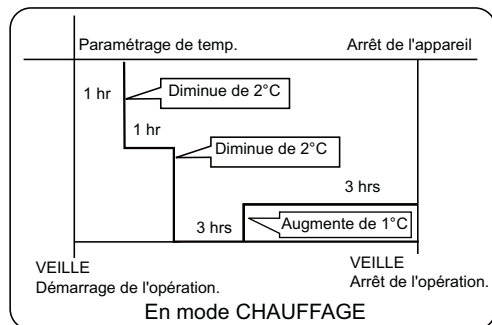 Paramétrage de temp.
Arrêt de l'appareil
1 hr
Diminue de 2°C
1 hr
Diminue de 2°C
3 hrs
3 hrs
Augmente de 1°C
VEILLE
Démarrage de l'opération.
VEILLE
Arrêt de l'opération.
En mode CHAUFFAGE